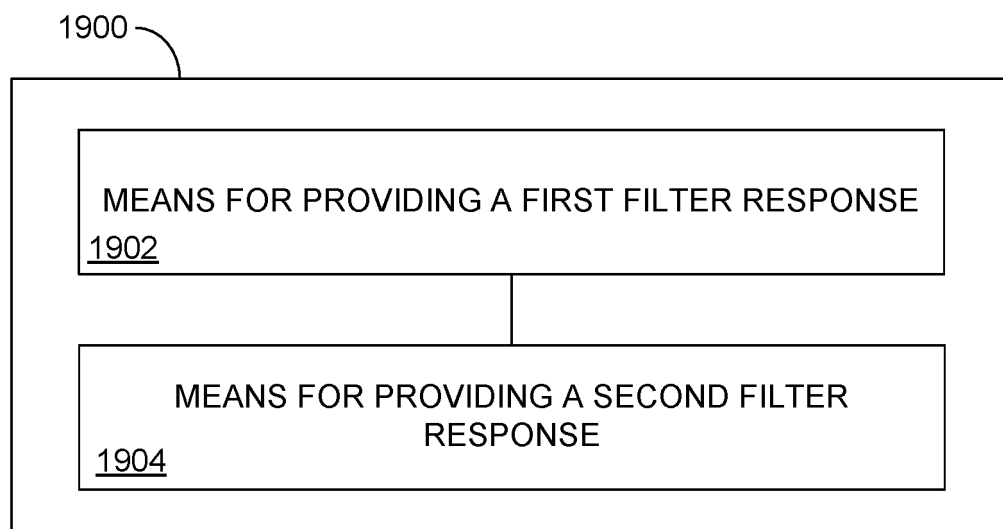 1900
MEANS FOR PROVIDING A FIRST FILTER RESPONSE
1902
MEANS FOR PROVIDING A SECOND FILTER
RESPONSE
1904